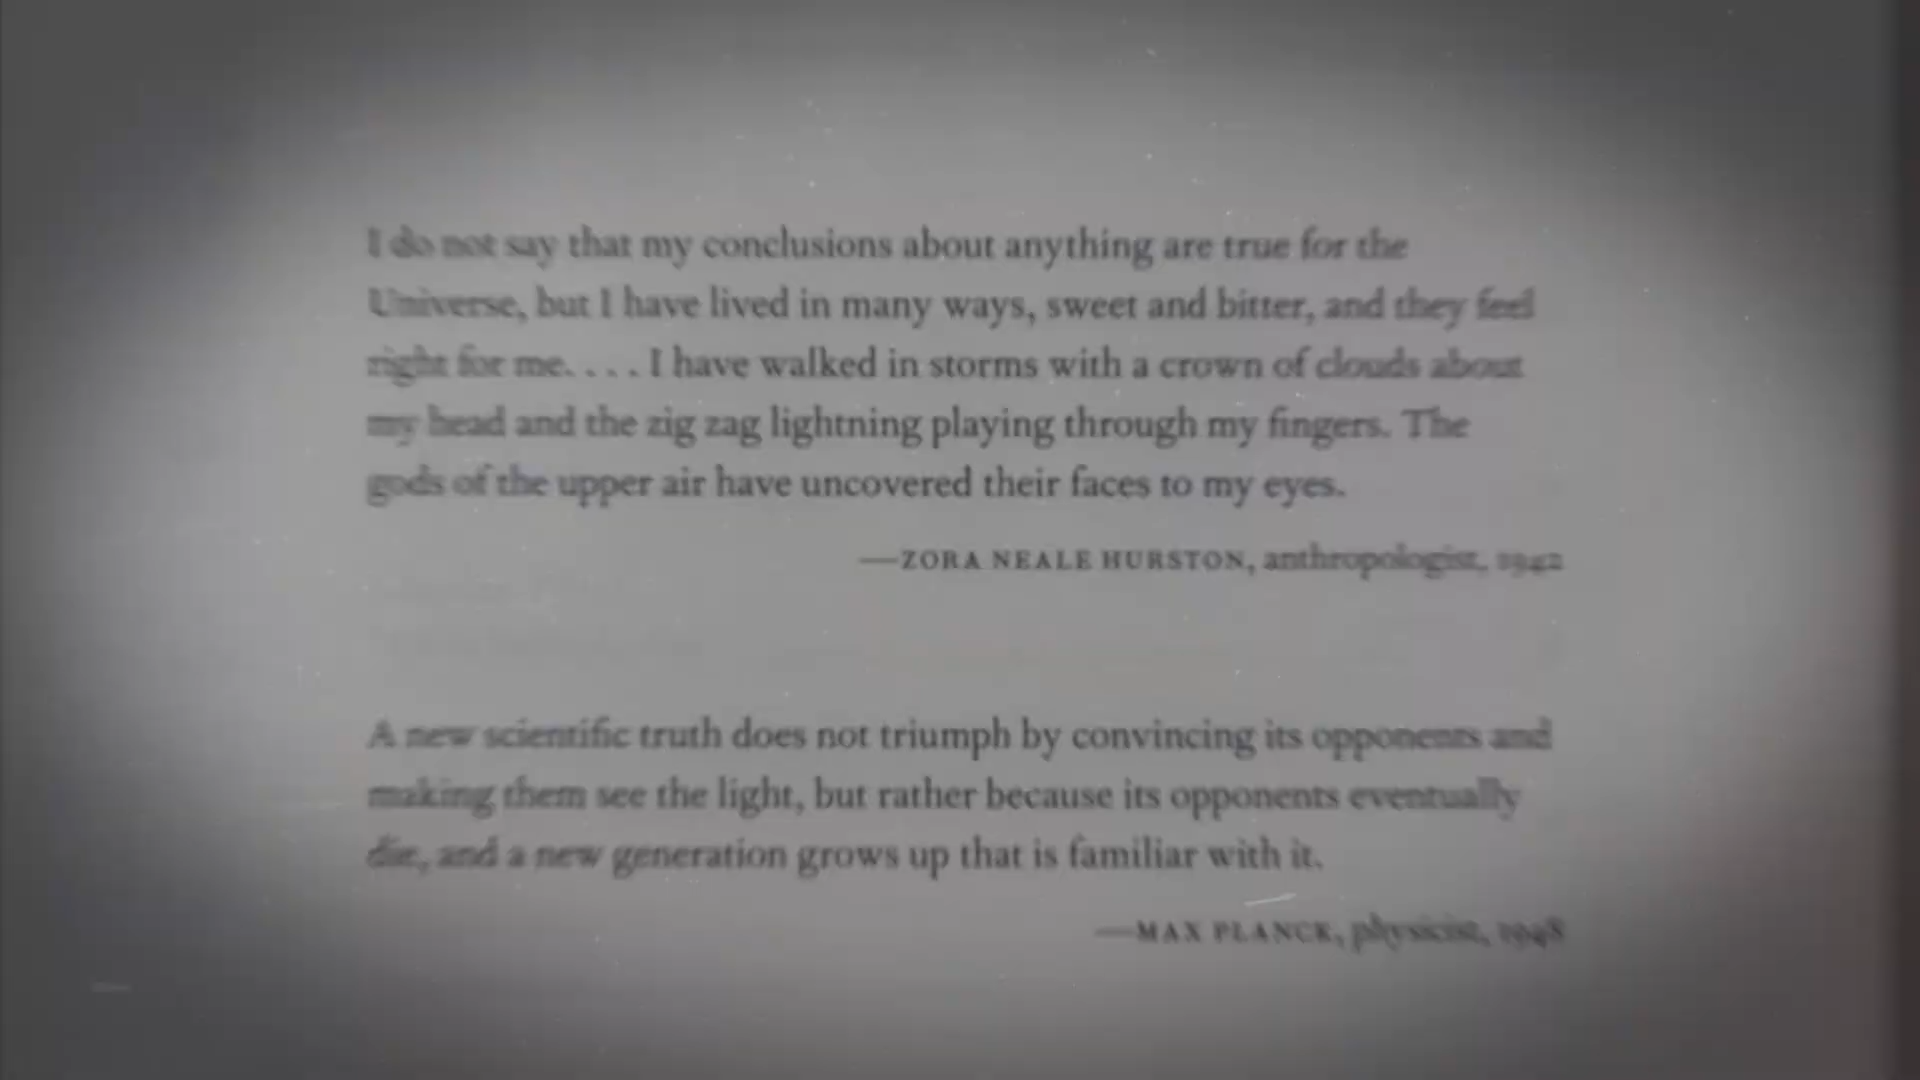 I do not say that my conclusions about anything are true for the
Universe, but I have lived in many ways, sweet and bitter, and they feel
right for me. . . . I have walked in storms with a crown of clouds about
my head and the zig zag lightning playing through my fingers. The
gods of the upper air have uncovered their faces to my eyes.
—ZORA NEALE HURSTON, anthropologist, 1942
A new scientific truth does not triumph by convincing its opponents and
making them see the light, but rather because its opponents eventually
die, and a new generation grows up that is familiar with it.
—MAX PLANCK, physicist, 1948